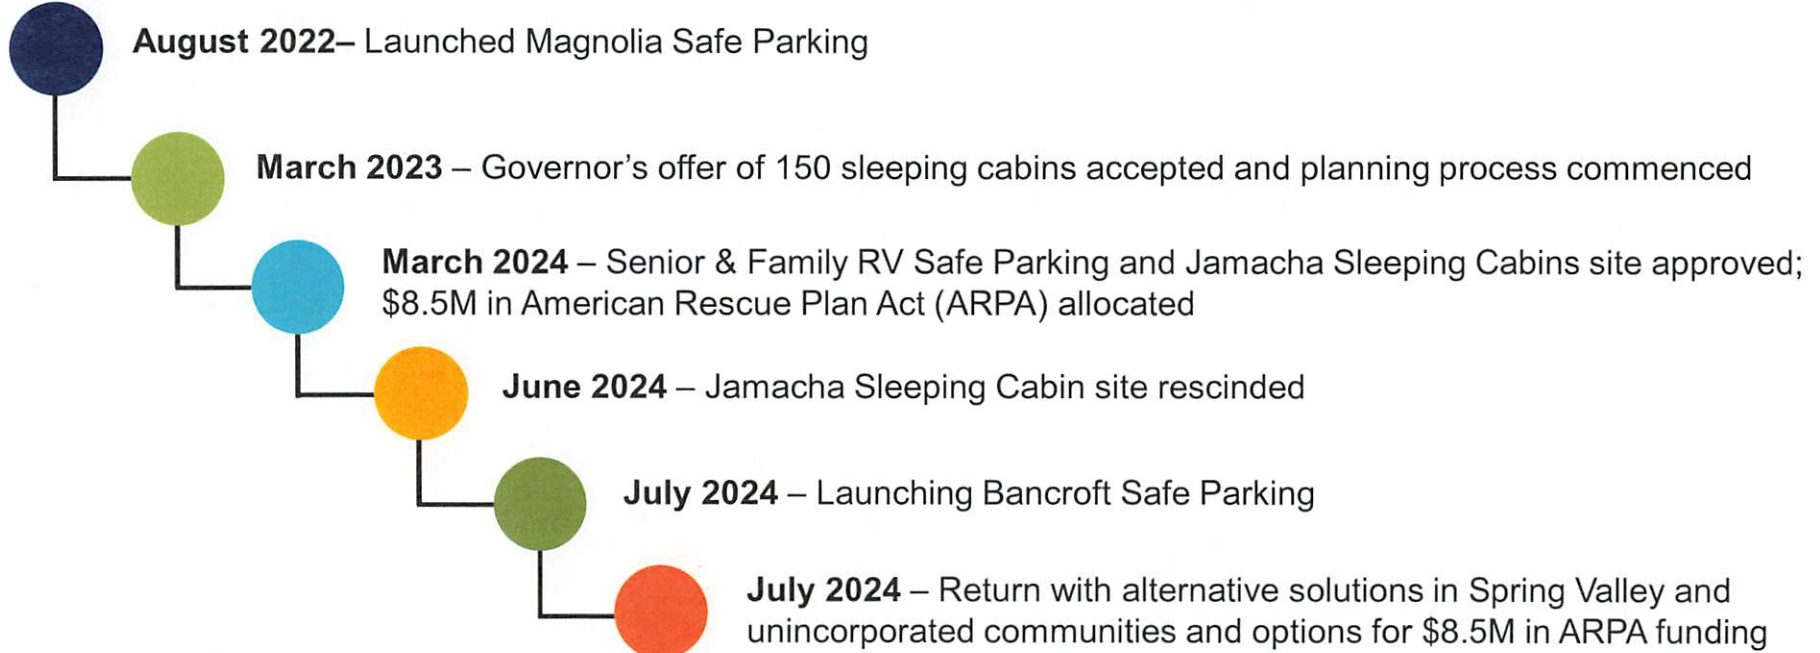 August 2022– Launched Magnolia Safe Parking
March 2023 – Governor’s offer of 150 sleeping cabins accepted and planning process commenced
March 2024 – Senior & Family RV Safe Parking and Jamacha Sleeping Cabins site approved;
$8.5M in American Rescue Plan Act (ARPA) allocated
June 2024 – Jamacha Sleeping Cabin site rescinded
July 2024 – Launching Bancroft Safe Parking
July 2024 – Return with alternative solutions in Spring Valley and
unincorporated communities and options for $8.5M in ARPA funding